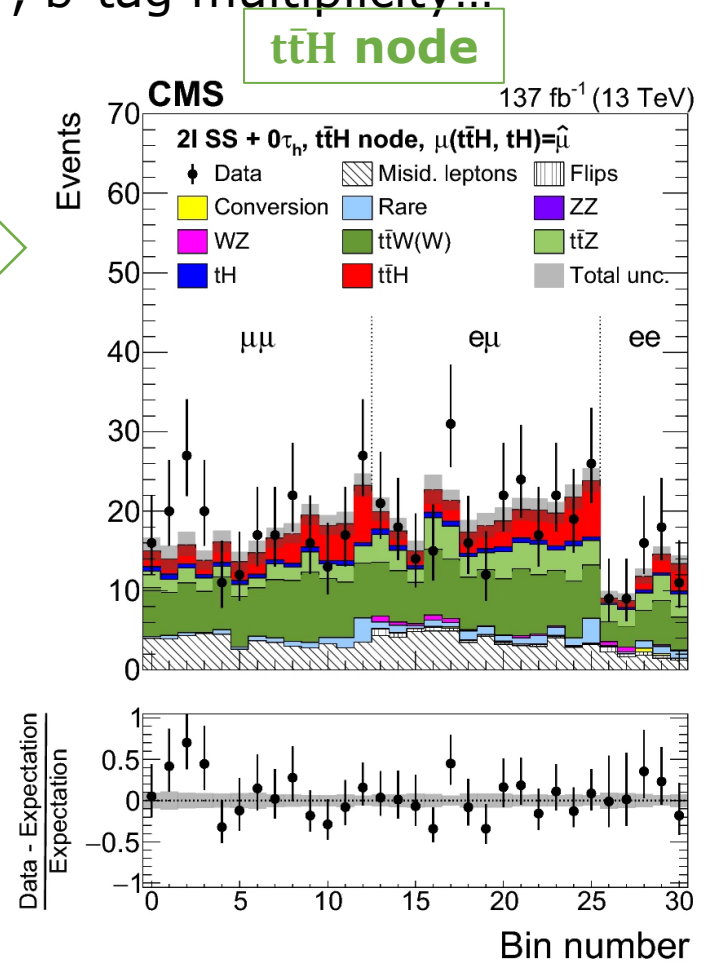 , b-tag multiplicity…
tt̄H node
CMS 137 fb⁻¹ (13 TeV)
2l SS + 0τₕ, tt̄H node, μ(tt̄H, tH)=μ̂
Data Misid. leptons Flips
Conversion Rare ZZ
WZ tt̄W(W) tt̄Z
tH tt̄H Total unc.
μμ eμ ee
Events
70
60
50
40
30
20
10
0
Data - Expectation
Expectation
1
0.5
0
−0.5
−1
0 5 10 15 20 25 30
Bin number